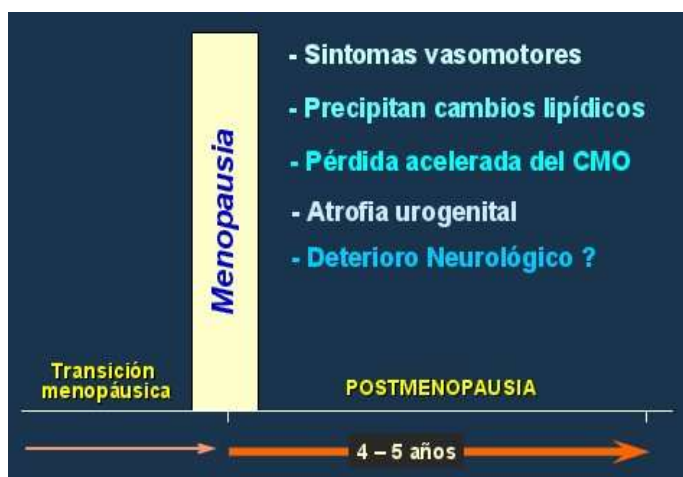 - Sintomas vasomotores
- Precipitan cambios lipídicos
- Pérdida acelerada del CMO
- Atrofia urogenital
- Deterioro Neurológico ?
Menopausia
Transición
menopáusica
POSTMENOPAUSIA
4 – 5 años